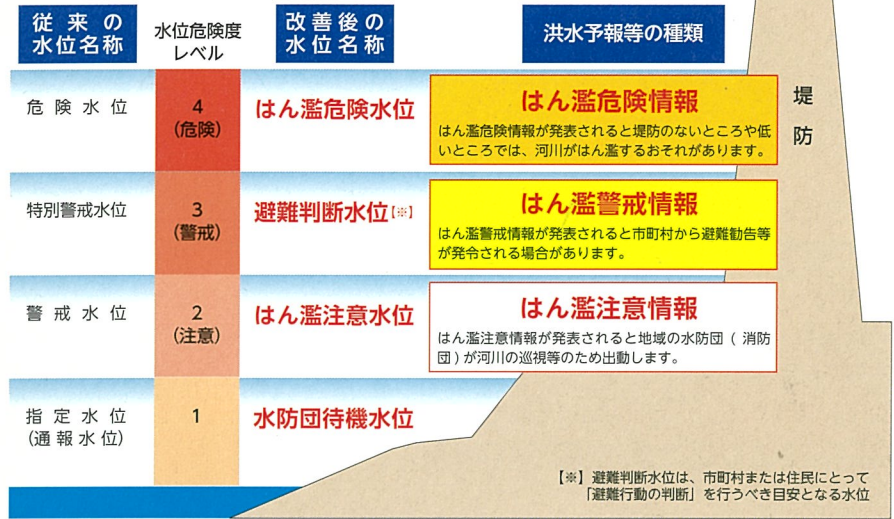 従来の
水位名称
水位危険度
レベル
改善後の
水位名称
洪水予報等の種類
危険水位
4
(危険)
はん濫危険水位
はん濫危険情報
はん濫危険情報が発表されると堤防のないところや低
いところでは、河川がはん濫するおそれがあります。
堤
防
特別警戒水位
3
(警戒)
避難判断水位[※]
はん濫警戒情報
はん濫警戒情報が発表されると市町村から避難勧告等
が発令される場合があります。
警戒水位
2
(注意)
はん濫注意水位
はん濫注意情報
はん濫注意情報が発表されると地域の水防団(消防
団)が河川の巡視等のため出動します。
指定水位
(通報水位)
1
水防団待機水位
【※】避難判断水位は、市町村または住民にとって
「避難行動の判断」を行うべき目安となる水位